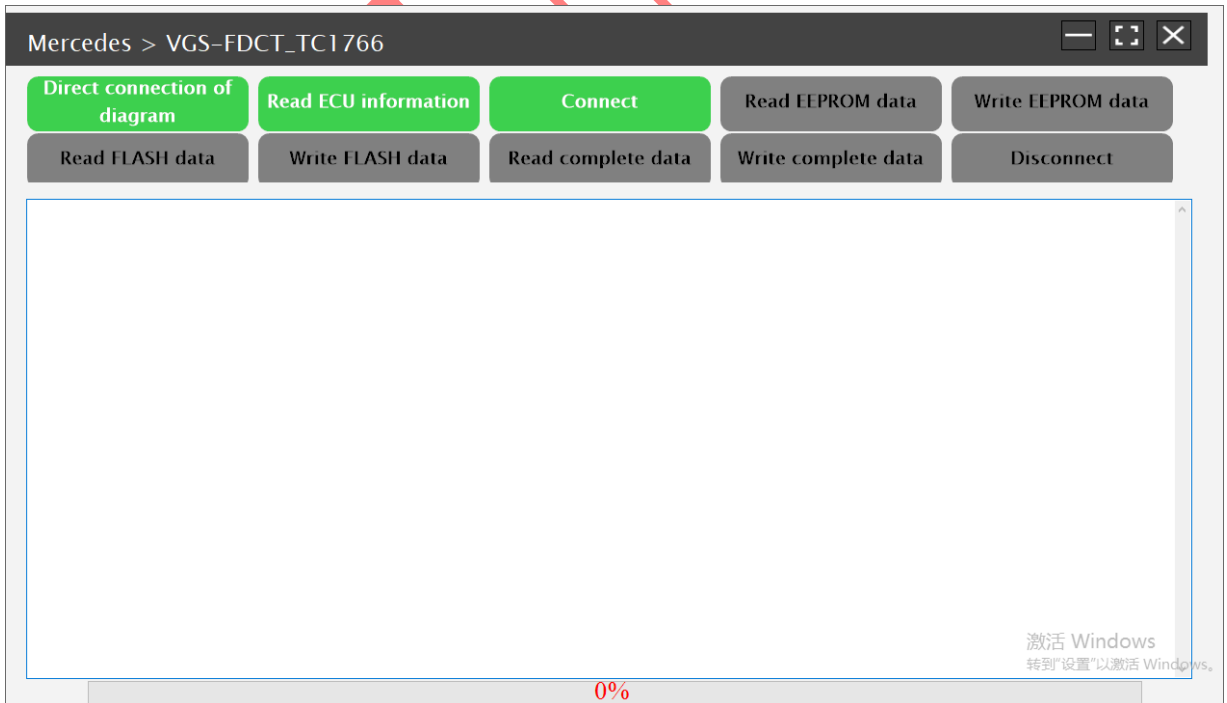 Mercedes > VGS-FDCT_TC1766
Direct connection of
diagram
Read ECU information
Connect
Read EEPROM data
Write EEPROM data
Read FLASH data
Write FLASH data
Read complete data
Write complete data
Disconnect
激活 Windows
转到"设置"以激活 Windows。
0%